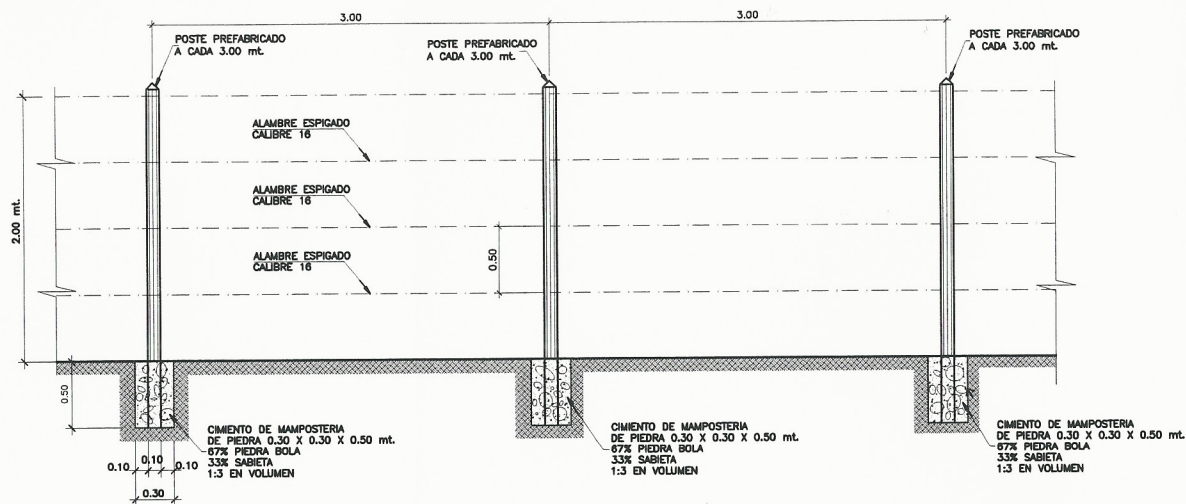 3.00
3.00
POSTE PREFABRICADO
A CADA 3.00 mt.
POSTE PREFABRICADO
A CADA 3.00 mt.
POSTE PREFABRICADO
A CADA 3.00 mt.
ALAMBRE ESPIGADO
CALIBRE 16
ALAMBRE ESPIGADO
CALIBRE 16
ALAMBRE ESPIGADO
CALIBRE 16
2.00 mt.
0.50
0.50
CIMIENTO DE MAMPOSTERIA
DE PIEDRA 0.30 X 0.30 X 0.50 mt.
67% PIEDRA BOLA
33% SABIETA
1:3 EN VOLUMEN
CIMIENTO DE MAMPOSTERIA
DE PIEDRA 0.30 X 0.30 X 0.50 mt.
67% PIEDRA BOLA
33% SABIETA
1:3 EN VOLUMEN
CIMIENTO DE MAMPOSTERIA
DE PIEDRA 0.30 X 0.30 X 0.50 mt.
67% PIEDRA BOLA
33% SABIETA
1:3 EN VOLUMEN
0.10
0.10
0.10
0.30